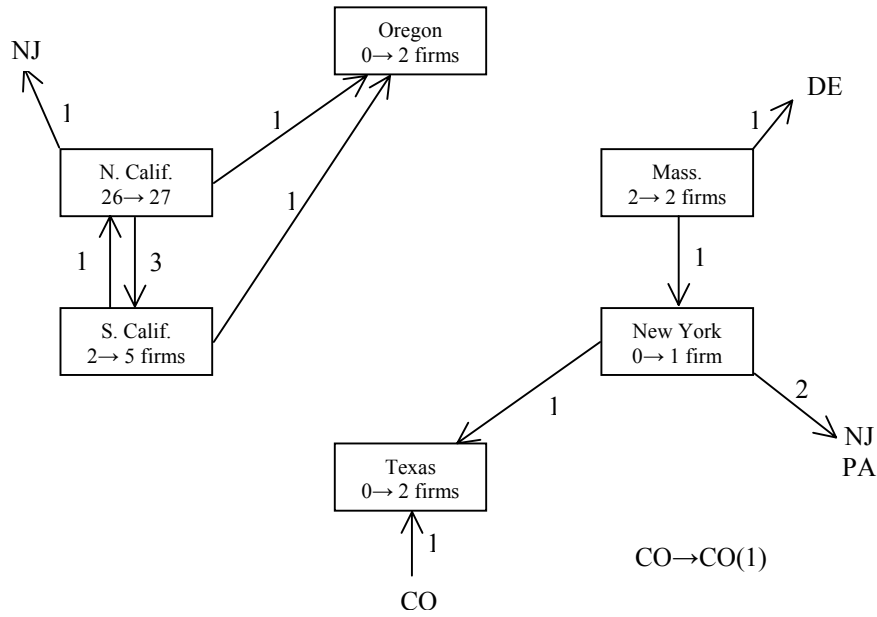 Oregon
0→ 2 firms
NJ
DE
1
1
1
N. Calif.
26→ 27
Mass.
2→ 2 firms
1
1
3
1
S. Calif.
2→ 5 firms
New York
0→ 1 firm
2
1
NJ
PA
Texas
0→ 2 firms
1
CO→CO(1)
CO